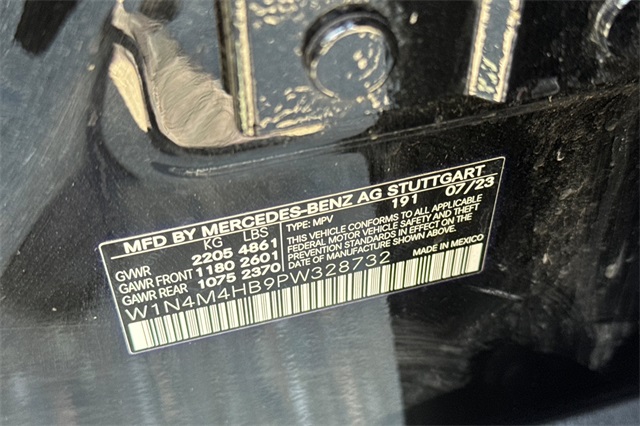 MFD BY MERCEDES-BENZ AG STUTTGART
KG LBS TYPE: MPV 191 07/23
GVWR 2205 4861
GAWR FRONT 1180 2601
GAWR REAR 1075 2370
THIS VEHICLE CONFORMS TO ALL APPLICABLE
FEDERAL MOTOR VEHICLE SAFETY AND THEFT
PREVENTION STANDARDS IN EFFECT ON THE DATE
OF MANUFACTURE SHOWN ABOVE.
MADE IN MEXICO
W1N4M4HB9PW328732